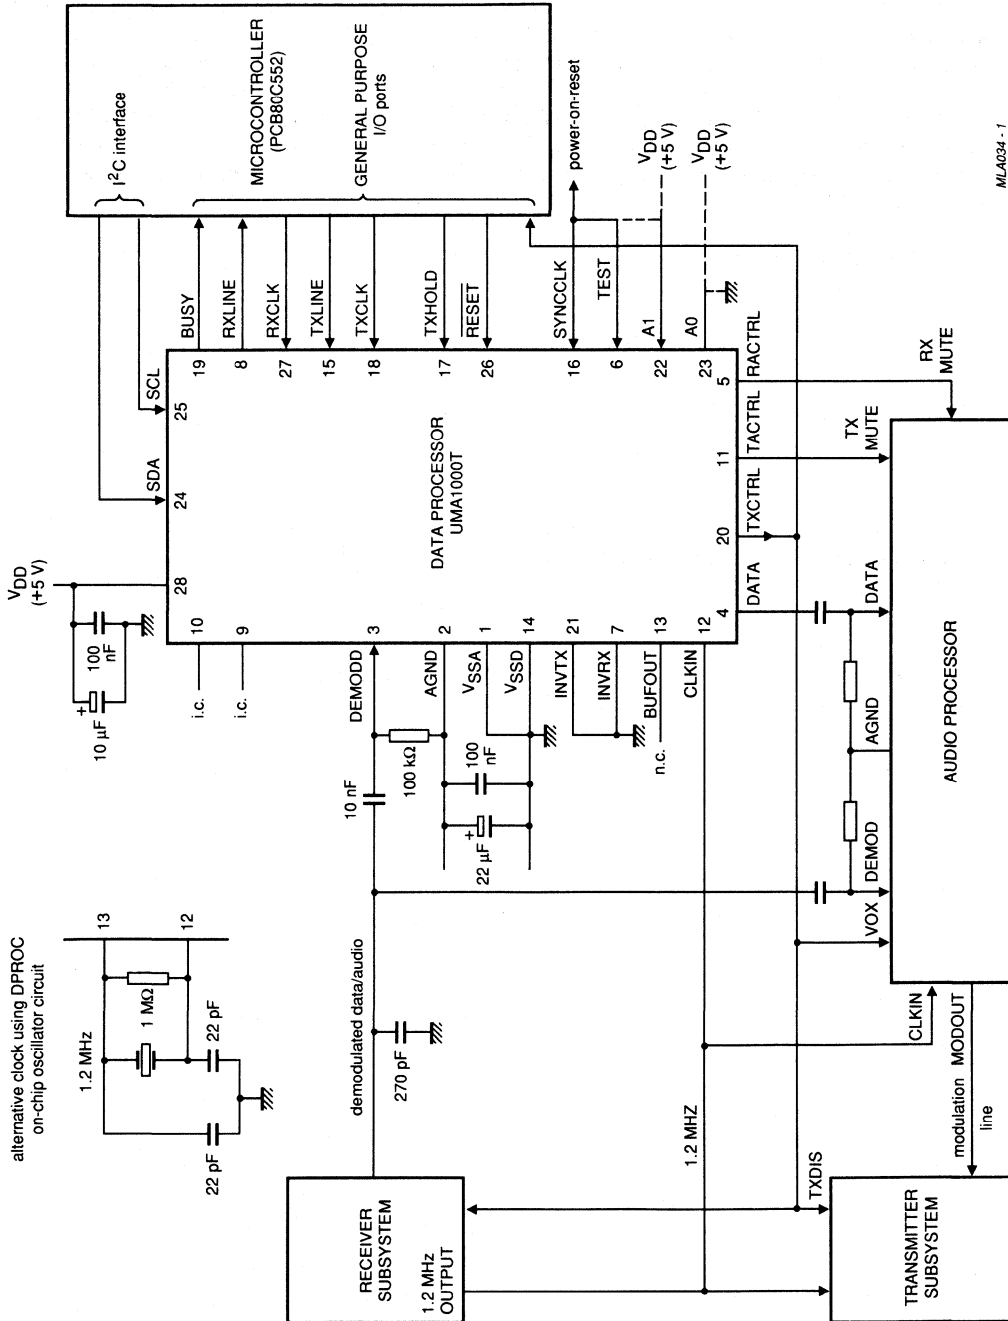 alternative clock using DPROC
on-chip oscillator circuit
13
12
1.2 MHz
1 MΩ
22 pF
22 pF
VDD
(+5 V)
100
nF
+
10 µF
i.c.
10
i.c.
9
28
SDA
24
SCL
25
I2C interface
MICROCONTROLLER
(PCB80C552)
GENERAL PURPOSE
I/O ports
BUSY
19
RXLINE
8
RXCLK
27
TXLINE
15
TXCLK
18
TXHOLD
17
RESET
26
SYNCCLK
16
TEST
6
A1
22
A0
23
power-on-reset
VDD
(+5 V)
VDD
(+5 V)
DATA PROCESSOR
UMA1000T
DEMODD
3
AGND
2
VSSA
1
VSSD
14
INVTX
21
INVRX
7
BUFOUT
13
n.c.
CLKIN
12
10 nF
100 kΩ
100
nF
+
22 µF
4
DATA
20
TXCTRL
11
TACTRL
5
RACTRL
TX
MUTE
RX
MUTE
demodulated data/audio
270 pF
1.2 MHZ
RECEIVER
SUBSYSTEM
1.2 MHz
OUTPUT
TXDIS
TRANSMITTER
SUBSYSTEM
modulation
line
MODOUT
CLKIN
VOX
DEMOD
AGND
DATA
AUDIO PROCESSOR
MLA034 - 1